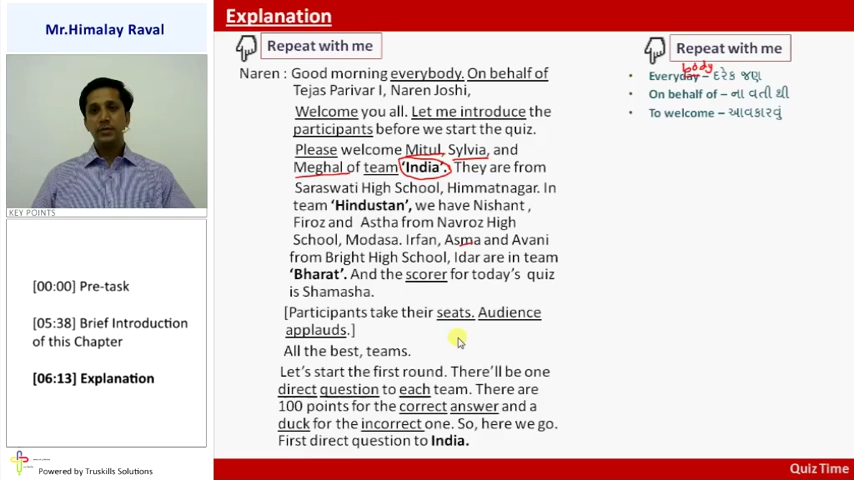 Mr.Himalay Raval
Explanation
Repeat with me
Naren : Good morning everybody. On behalf of
Tejas Parivar I, Naren Joshi,
Welcome you all. Let me introduce the
participants before we start the quiz.
Please welcome Mitul, Sylvia, and
Meghal of team ‘India’. They are from
Saraswati High School, Himmatnagar. In
team ‘Hindustan’, we have Nishant ,
Firoz and Astha from Navroz High
School, Modasa. Irfan, Asma and Avani
from Bright High School, Idar are in team
‘Bharat’. And the scorer for today’s quiz
is Shamasha.
[Participants take their seats. Audience
applauds.]
All the best, teams.
Let’s start the first round. There’ll be one
direct question to each team. There are
100 points for the correct answer and a
duck for the incorrect one. So, here we go.
First direct question to India.
Repeat with me
body
• Everyday – દરેક જણ
• On behalf of – ના વતી થી
• To welcome – આવકારવું
KEY POINTS
[00:00] Pre-task
[05:38] Brief Introduction
of this Chapter
[06:13] Explanation
Powered by Truskills Solutions
Quiz Time